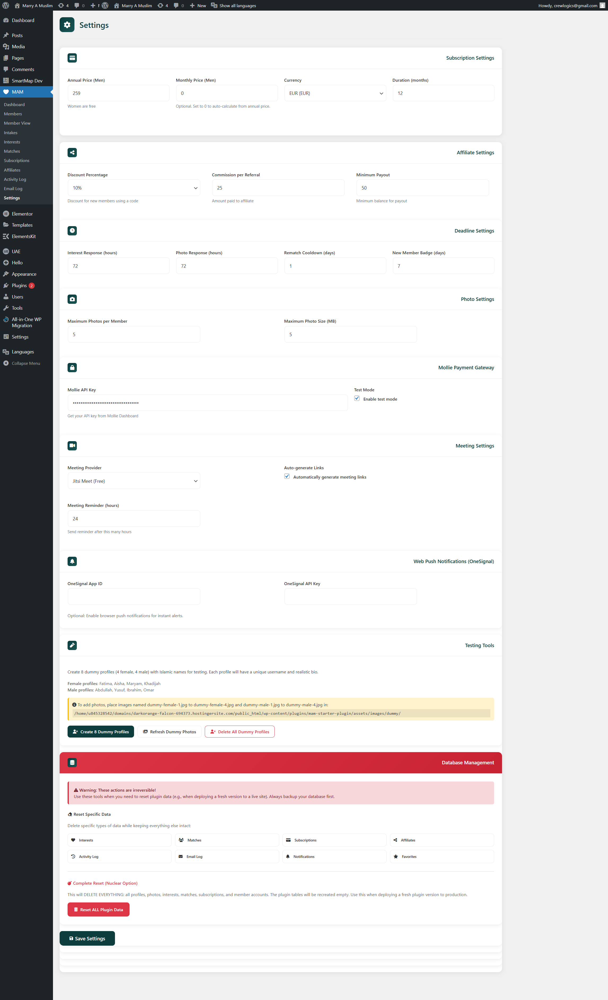 Marry A Muslim 4 0 Marry A Muslim 4 0 New Show all languages Howdy, crewlogics@gmail.com
Dashboard
Posts
Media
Pages
Comments
SmartMap Dev
MAM
Dashboard
Members
Member View
Intakes
Interests
Matches
Subscriptions
Affiliates
Activity Log
Email Log
Settings
Elementor
Templates
ElementsKit
UAE
Hello
Appearance
Plugins 2
Users
Tools
All-in-One WP
Migration
Settings
Languages
Collapse Menu
Settings
Subscription Settings
Annual Price (Men) Monthly Price (Men) Currency Duration (months)
259 0 EUR (EUR) 12
Women are free Optional. Set to 0 to auto-calculate from annual price.
Affiliate Settings
Discount Percentage Commission per Referral Minimum Payout
10% 25 50
Discount for new members using a code Amount paid to affiliate Minimum balance for payout
Deadline Settings
Interest Response (hours) Photo Response (hours) Rematch Cooldown (days) New Member Badge (days)
72 72 1 7
Photo Settings
Maximum Photos per Member Maximum Photo Size (MB)
5 5
Mollie Payment Gateway
Mollie API Key Test Mode
Enable test mode
Get your API key from Mollie Dashboard
Meeting Settings
Meeting Provider Auto-generate Links
Jitsi Meet (Free) Automatically generate meeting links
Meeting Reminder (hours)
24
Send reminder after this many hours
Web Push Notifications (OneSignal)
OneSignal App ID OneSignal API Key
Optional: Enable browser push notifications for instant alerts.
Testing Tools
Create 8 dummy profiles (4 female, 4 male) with Islamic names for testing. Each profile will have a unique username and realistic bio.
Female profiles: Fatima, Aisha, Maryam, Khadijah
Male profiles: Abdullah, Yusuf, Ibrahim, Omar
To add photos, place images named dummy-female-1.jpg to dummy-female-4.jpg and dummy-male-1.jpg to dummy-male-4.jpg in:
/home/u845328542/domains/darkorange-falcon-694373.hostingersite.com/public_html/wp-content/plugins/mam-starter-plugin/assets/images/dummy/
Create 8 Dummy Profiles Refresh Dummy Photos Delete All Dummy Profiles
Database Management
Warning: These actions are irreversible!
Use these tools when you need to reset plugin data (e.g., when deploying a fresh version to a live site). Always backup your database first.
Reset Specific Data
Delete specific types of data while keeping everything else intact:
Interests Matches Subscriptions Affiliates
Activity Log Email Log Notifications Favorites
Complete Reset (Nuclear Option)
This will DELETE EVERYTHING: all profiles, photos, interests, matches, subscriptions, and member accounts. The plugin tables will be recreated empty. Use this when deploying a fresh plugin version to production.
Reset ALL Plugin Data
Save Settings